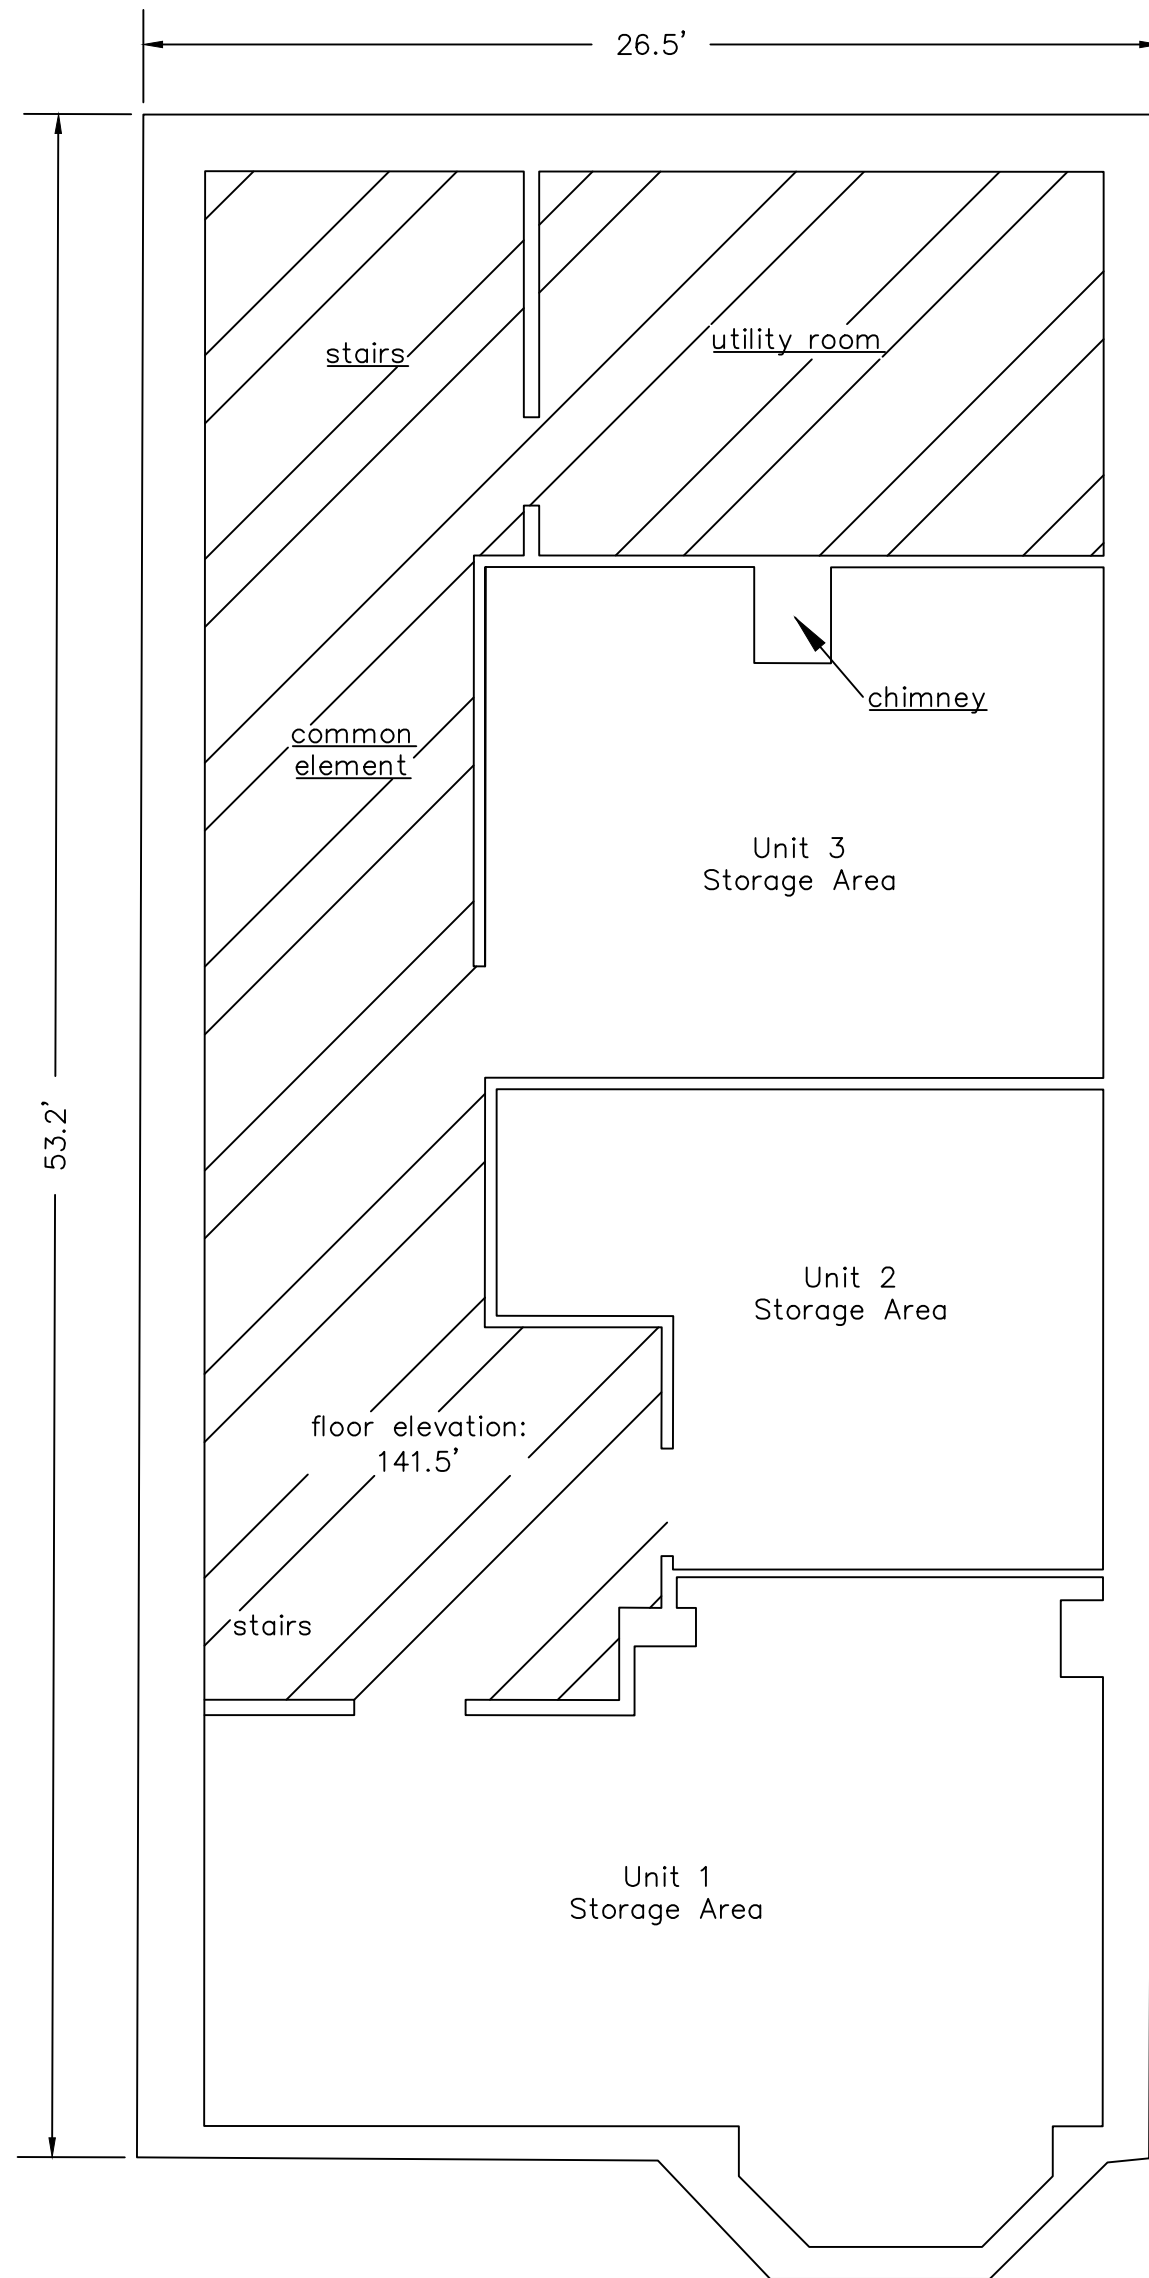 26.5'
stairs
utility room
common
element
chimney
Unit 3
Storage Area
53.2'
Unit 2
Storage Area
floor elevation:
141.5'
stairs
Unit 1
Storage Area